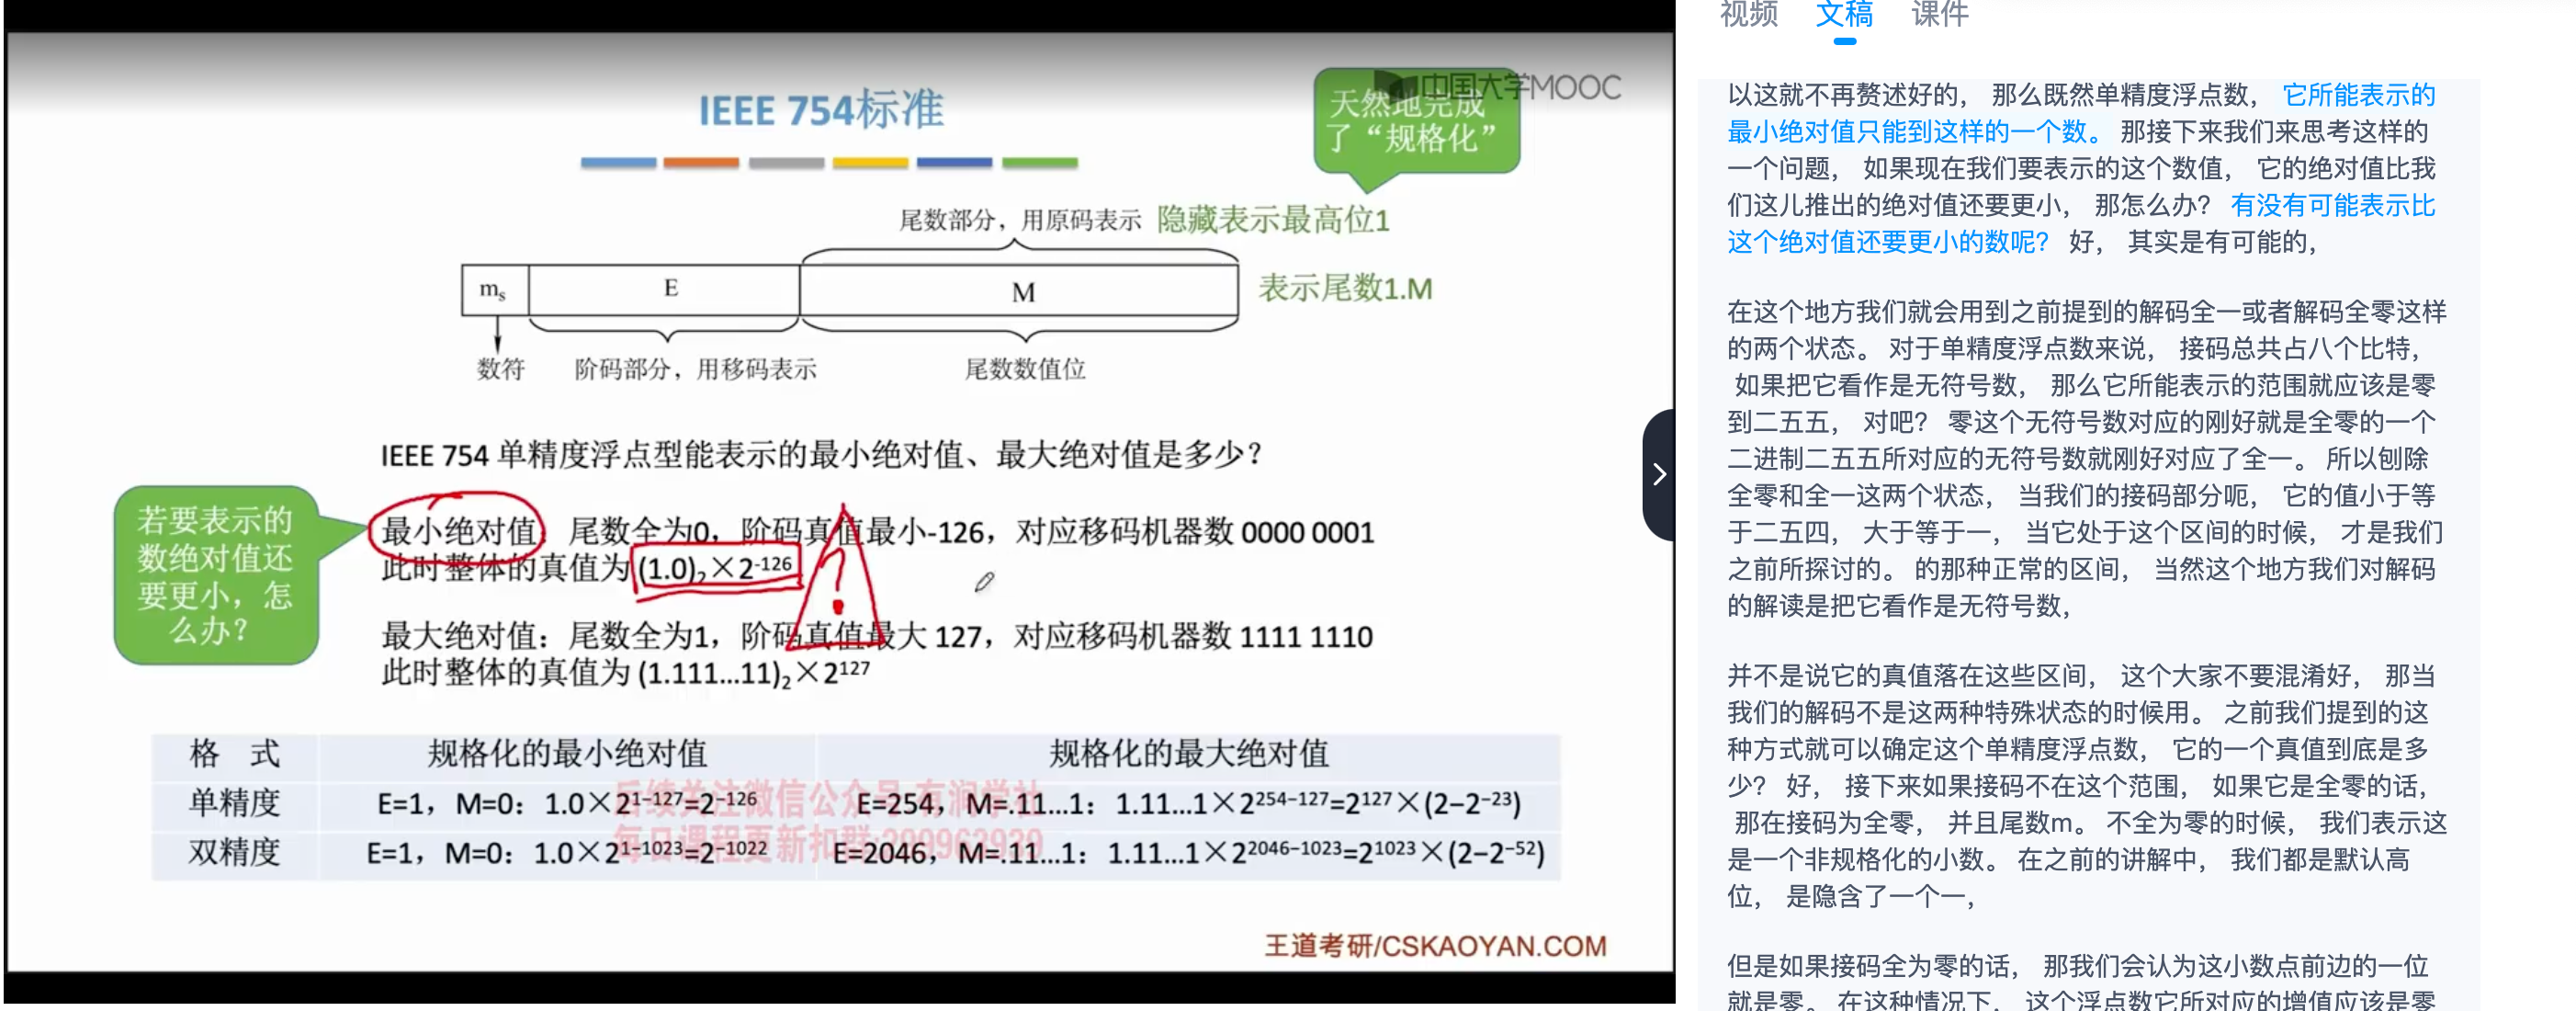 视频 文稿 课件
中国大学MOOC
天然地完成
了“规格化”
IEEE 754标准
尾数部分，用原码表示 隐藏表示最高位1
ms E M 表示尾数1.M
数符 阶码部分，用移码表示 尾数数值位
IEEE 754 单精度浮点型能表示的最小绝对值、最大绝对值是多少？
若要表示的
数绝对值还
要更小，怎
么办？
最小绝对值 尾数全为0，阶码真值最小-126，对应移码机器数 0000 0001
此时整体的真值为 (1.0)₂×2⁻¹²⁶
?
最大绝对值：尾数全为1，阶码真值最大 127，对应移码机器数 1111 1110
此时整体的真值为 (1.111…11)₂×2¹²⁷
格 式 规格化的最小绝对值 规格化的最大绝对值
单精度 E=1，M=0：1.0×2¹⁻¹²⁷=2⁻¹²⁶ E=254，M=.11…1：1.11…1×2²⁵⁴⁻¹²⁷=2¹²⁷×(2−2⁻²³)
双精度 E=1，M=0：1.0×2¹⁻¹⁰²³=2⁻¹⁰²² E=2046，M=.11…1：1.11…1×2²⁰⁴⁶⁻¹⁰²³=2¹⁰²³×(2−2⁻⁵²)
后续关注微信公众号 有润学社
每日课程更新扣群
王道考研/CSKAOYAN.COM
以这就不再赘述好的， 那么既然单精度浮点数， 它所能表示的
最小绝对值只能到这样的一个数。 那接下来我们来思考这样的
一个问题， 如果现在我们要表示的这个数值， 它的绝对值比我
们这儿推出的绝对值还要更小， 那怎么办？ 有没有可能表示比
这个绝对值还要更小的数呢？ 好， 其实是有可能的，
在这个地方我们就会用到之前提到的解码全一或者解码全零这样
的两个状态。 对于单精度浮点数来说， 接码总共占八个比特，
如果把它看作是无符号数， 那么它所能表示的范围就应该是零
到二五五， 对吧？ 零这个无符号数对应的刚好就是全零的一个
二进制二五五所对应的无符号数就刚好对应了全一。 所以刨除
全零和全一这两个状态， 当我们的接码部分呃， 它的值小于等
于二五四， 大于等于一， 当它处于这个区间的时候， 才是我们
之前所探讨的。 的那种正常的区间， 当然这个地方我们对解码
的解读是把它看作是无符号数，
并不是说它的真值落在这些区间， 这个大家不要混淆好， 那当
我们的解码不是这两种特殊状态的时候用。 之前我们提到的这
种方式就可以确定这个单精度浮点数， 它的一个真值到底是多
少？ 好， 接下来如果接码不在这个范围， 如果它是全零的话，
那在接码为全零， 并且尾数m。 不全为零的时候， 我们表示这
是一个非规格化的小数。 在之前的讲解中， 我们都是默认高
位， 是隐含了一个一，
但是如果接码全为零的话， 那我们会认为这小数点前边的一位
就是零。 在这种情况下， 这个浮点数它所对应的增值应该是零